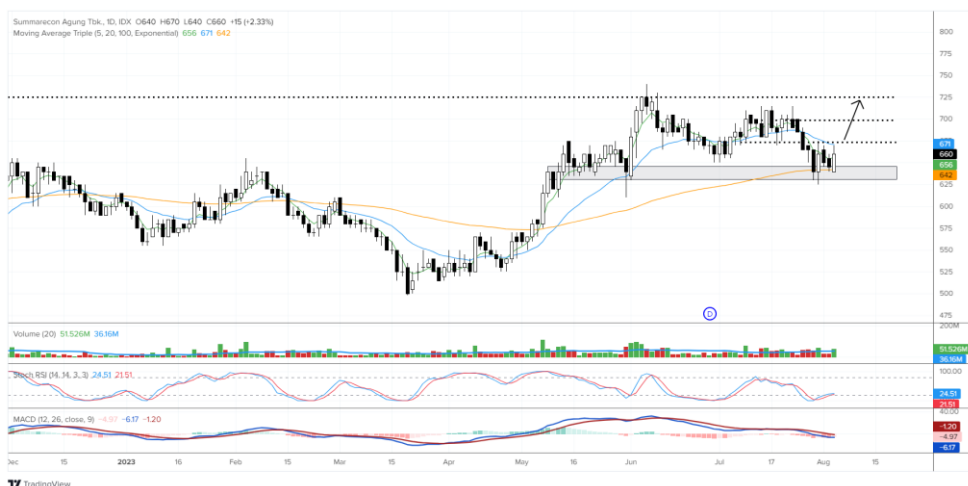 Summarecon Agung Tbk., 1D, IDX O640 H670 L640 C660 +15 (+2.33%)
Moving Average Triple (5, 20, 100, Exponential) 656 671 642
800
775
750
725
700
671
660
656
642
625
600
575
550
525
500
475
D
Volume (20) 51.526M 36.16M
200M
51.526M
36.16M
Stoch RSI (14, 14, 3, 3) 24.51 21.51
100.00
24.51
21.51
MACD (12, 26, close, 9) -4.97 -6.17 -1.20
40.00
-1.20
-4.97
-6.17
Dec 15 2023 16 Feb 15 Mar 15 Apr 18 May 16 Jun 15 Jul 17 Aug 15
TradingView